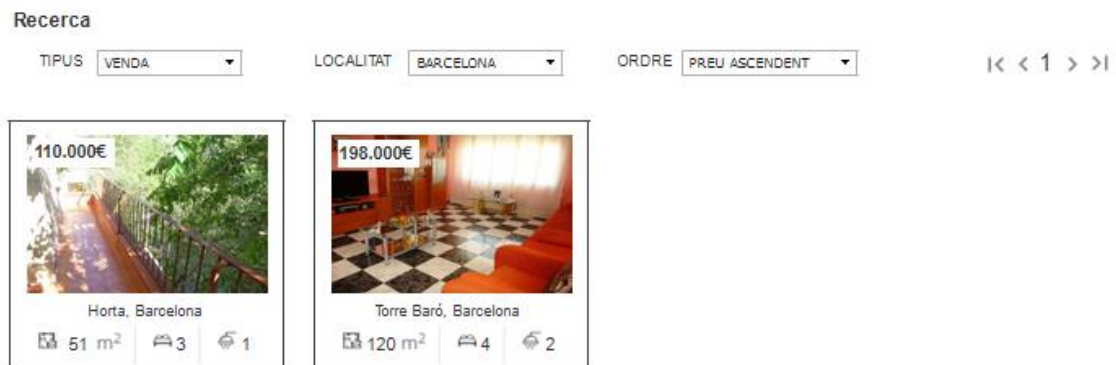 Recerca
TIPUS VENDA LOCALITAT BARCELONA ORDRE PREU ASCENDENT 1
110.000€ 198.000€
Horta, Barcelona Torre Baró, Barcelona
51 m² 3 1 120 m² 4 2